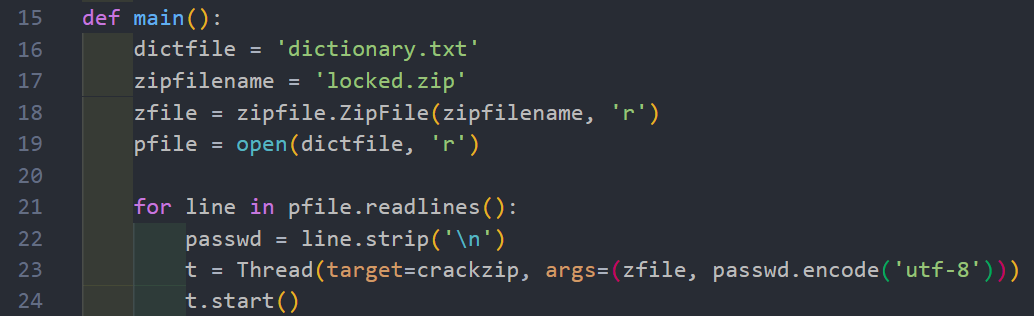 15 def main():
16     dictfile = 'dictionary.txt'
17     zipfilename = 'locked.zip'
18     zfile = zipfile.ZipFile(zipfilename, 'r')
19     pfile = open(dictfile, 'r')
20
21     for line in pfile.readlines():
22         passwd = line.strip('\n')
23         t = Thread(target=crackzip, args=(zfile, passwd.encode('utf-8')))
24         t.start()